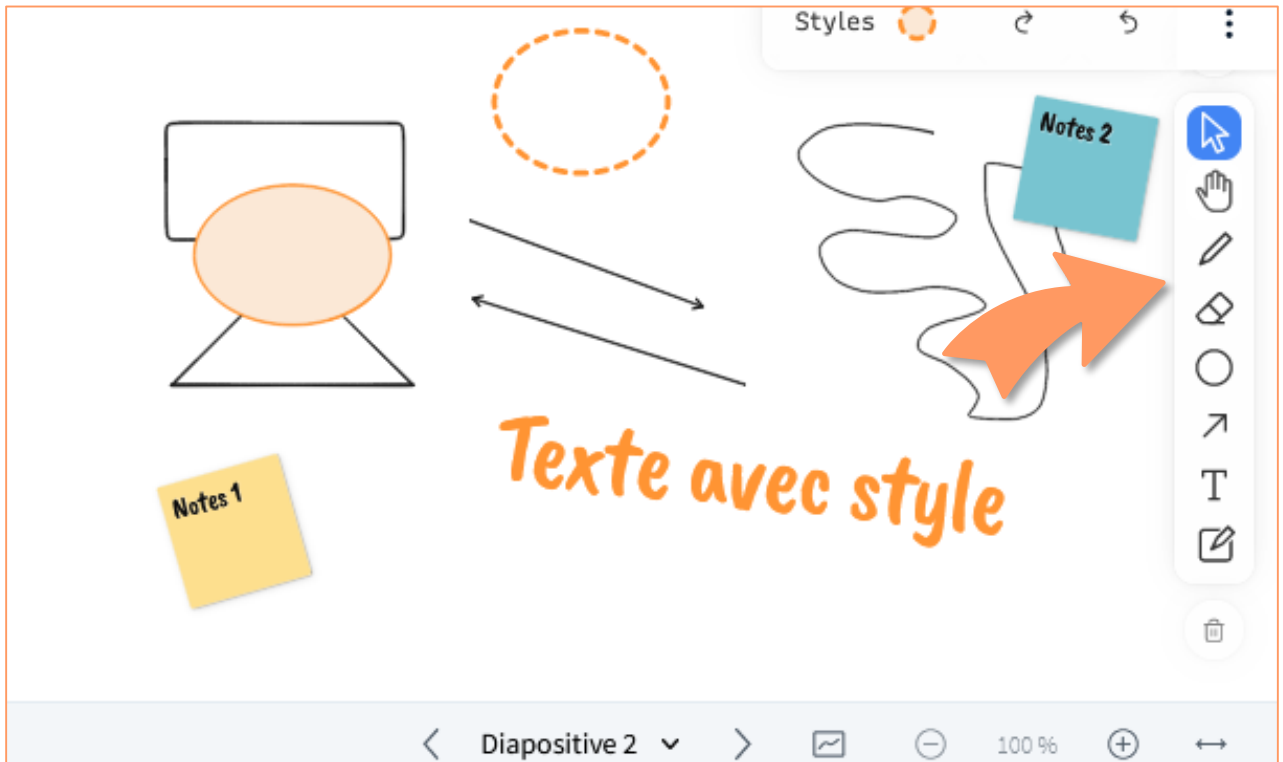 Styles
Notes 2
Texte avec style
Notes 1
T
Diapositive 2
100 %